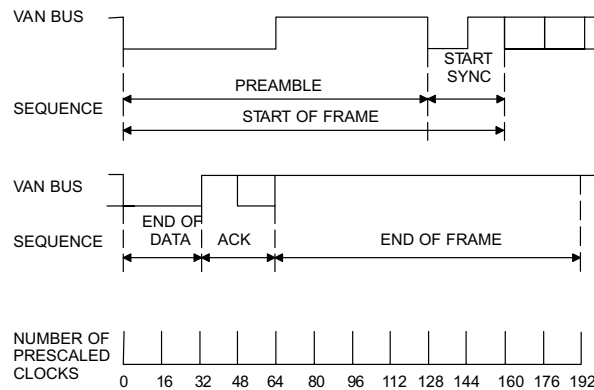 VAN BUS
START
SYNC
PREAMBLE
SEQUENCE
START OF FRAME
VAN BUS
END OF
DATA
ACK
END OF FRAME
SEQUENCE
NUMBER OF
PRESCALED
CLOCKS
0 16 32 48 64 80 96 112 128 144 160 176 192